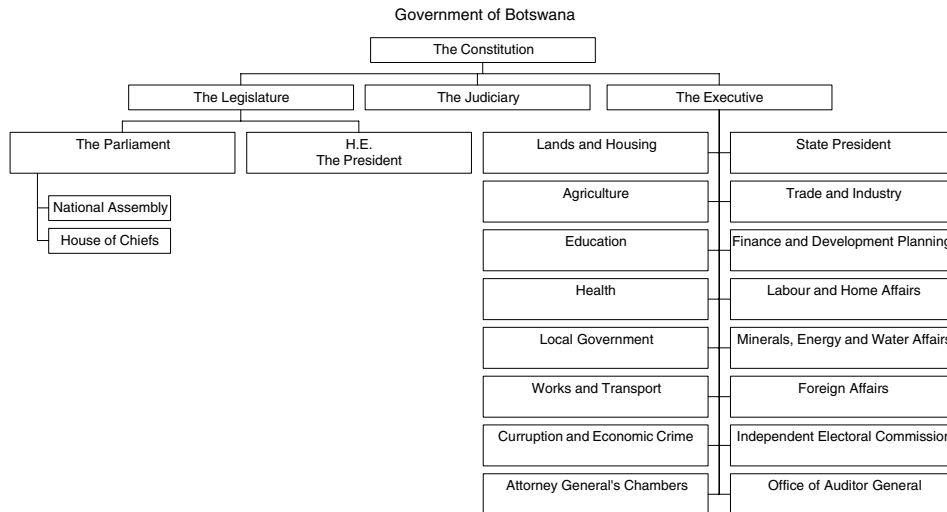 Government of Botswana
The Constitution
The Legislature
The Judiciary
The Executive
The Parliament
H.E.
The President
National Assembly
House of Chiefs
Lands and Housing
State President
Agriculture
Trade and Industry
Education
Finance and Development Planning
Health
Labour and Home Affairs
Local Government
Minerals, Energy and Water Affairs
Works and Transport
Foreign Affairs
Curruption and Economic Crime
Independent Electoral Commission
Attorney General's Chambers
Office of Auditor General